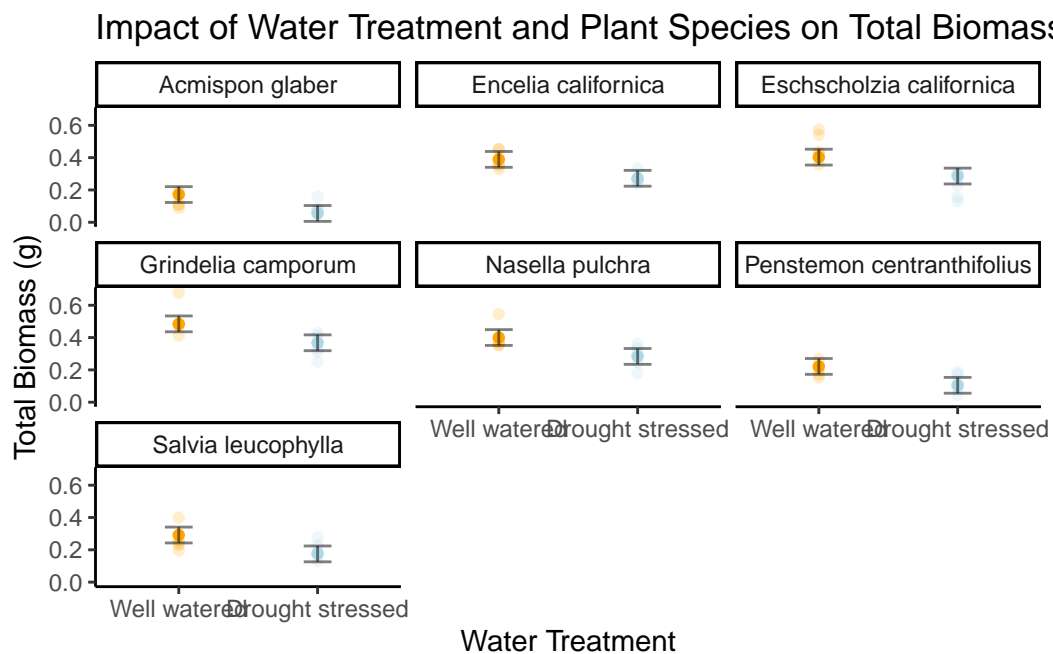 Impact of Water Treatment and Plant Species on Total Biomass
Acmispon glaber
Encelia californica
Eschscholzia californica
0.6
0.4
0.2
0.0
Grindelia camporum
Nasella pulchra
Penstemon centranthifolius
0.6
0.4
0.2
0.0
Well watered
Drought stressed
Well watered
Drought stressed
Salvia leucophylla
0.6
0.4
0.2
0.0
Well watered
Drought stressed
Total Biomass (g)
Water Treatment